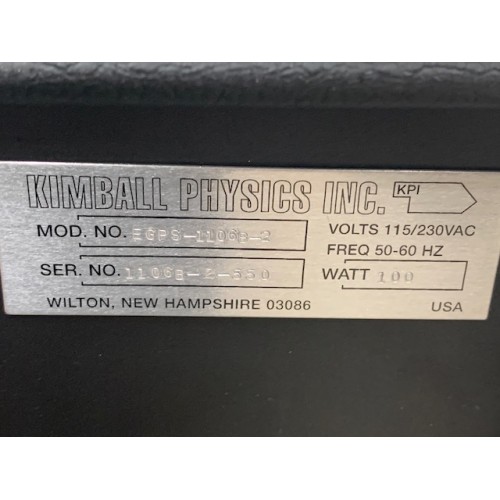 KIMBALL PHYSICS INC. KPI
MOD. NO. EGPS-1106B-2 VOLTS 115/230VAC
FREQ 50-60 HZ
SER. NO. 1106B-2-550 WATT 100
WILTON, NEW HAMPSHIRE 03086 USA